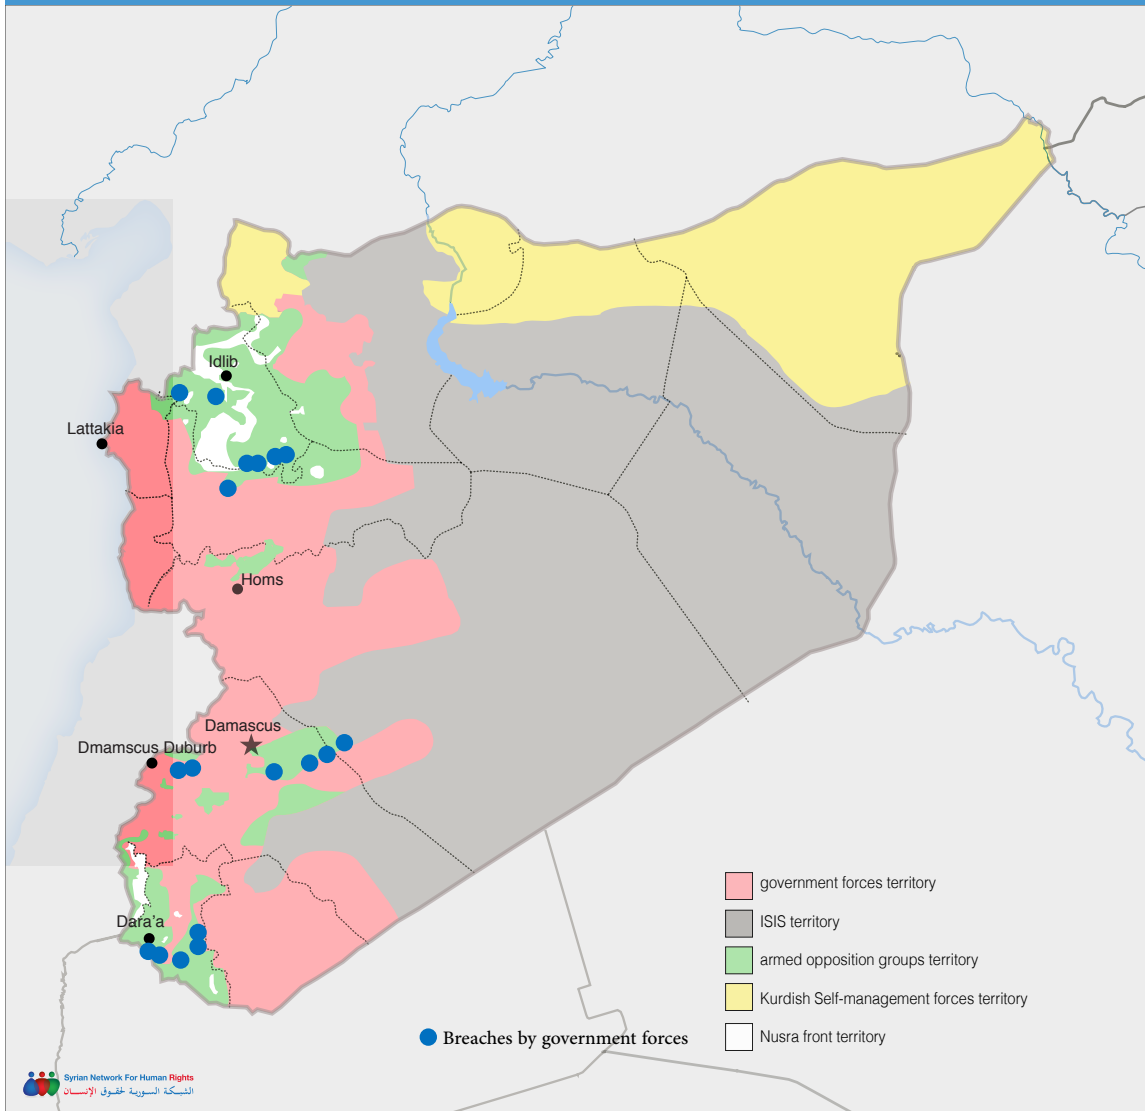 Idlib
Lattakia
Homs
Damascus
Dmamscus Duburb
Dara'a
government forces territory
ISIS territory
armed opposition groups territory
Kurdish Self-management forces territory
Nusra front territory
Breaches by government forces
Syrian Network For Human Rights
الشبكة السورية لحقوق الإنسان